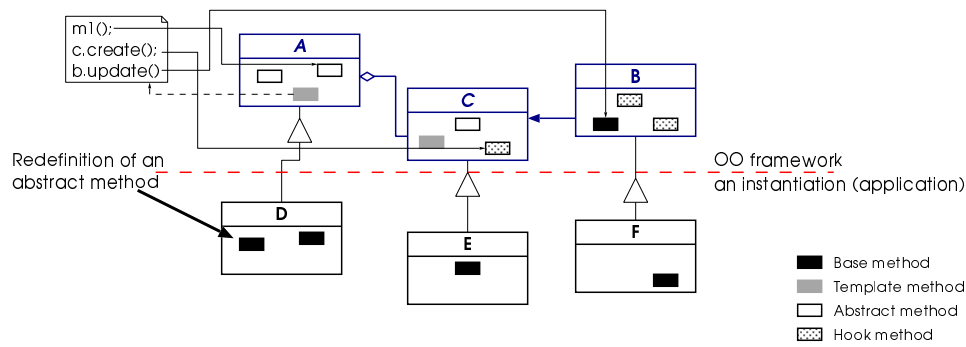 m1();
c.create();
b.update()
A
C
B
Redefinition of an
abstract method
OO framework
an instantiation (application)
D
E
F
Base method
Template method
Abstract method
Hook method